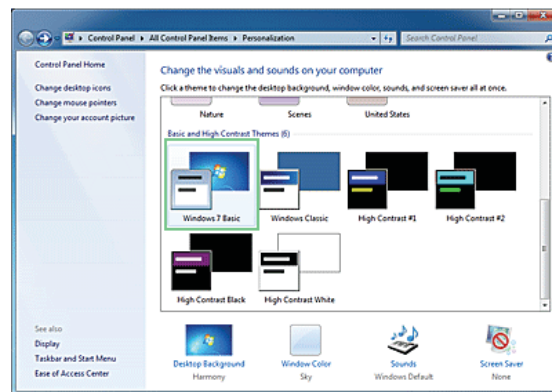 Control Panel ▸ All Control Panel Items ▸ Personalization
Search Control Panel
Control Panel Home
Change desktop icons
Change mouse pointers
Change your account picture
Change the visuals and sounds on your computer
Click a theme to change the desktop background, window color, sounds, and screen saver all at once.
Nature Scenes United States
Basic and High Contrast Themes (6)
Windows 7 Basic Windows Classic High Contrast #1 High Contrast #2
High Contrast Black High Contrast White
See also
Display
Taskbar and Start Menu
Ease of Access Center
Desktop Background
Harmony
Window Color
Sky
Sounds
Windows Default
Screen Saver
None